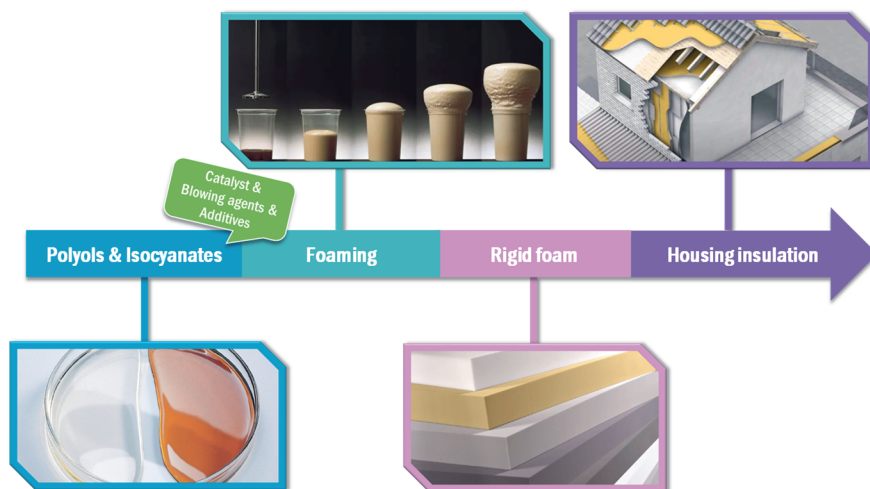 Catalyst &
Blowing agents &
Additives
Polyols & Isocyanates
Foaming
Rigid foam
Housing insulation